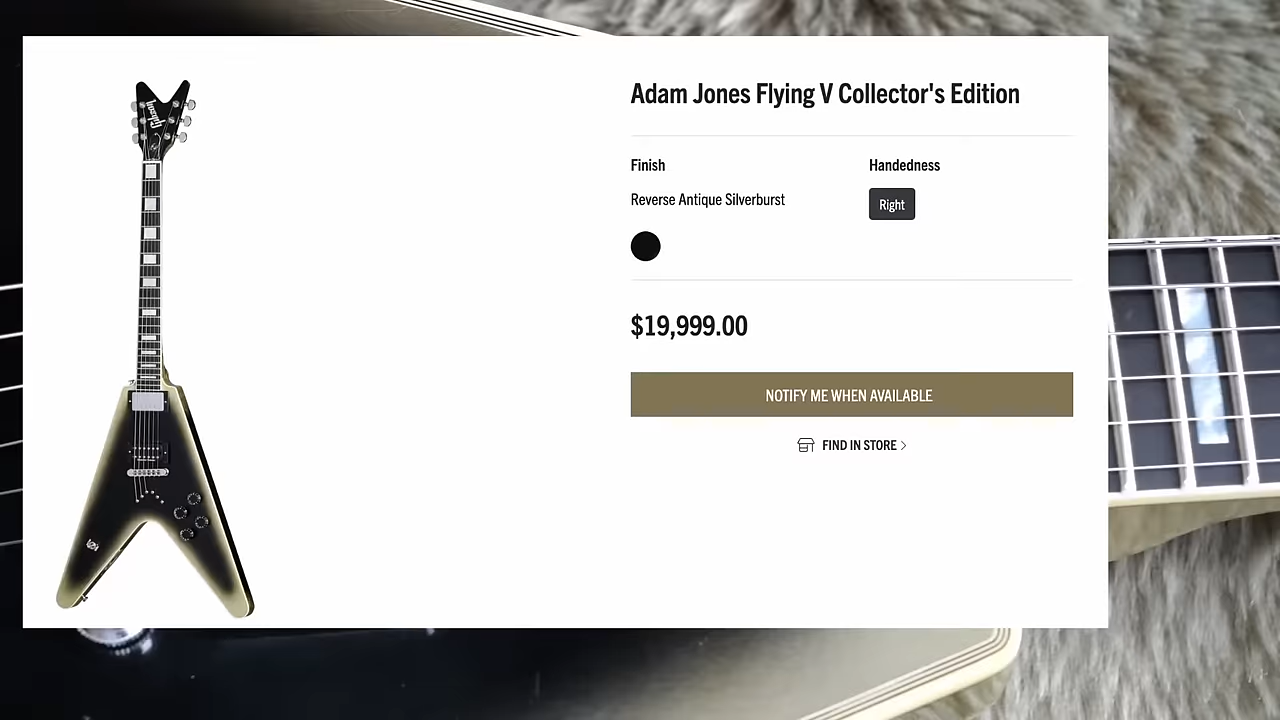 Gibson
Adam Jones Flying V Collector's Edition
Finish
Handedness
Reverse Antique Silverburst
Right
$19,999.00
NOTIFY ME WHEN AVAILABLE
FIND IN STORE